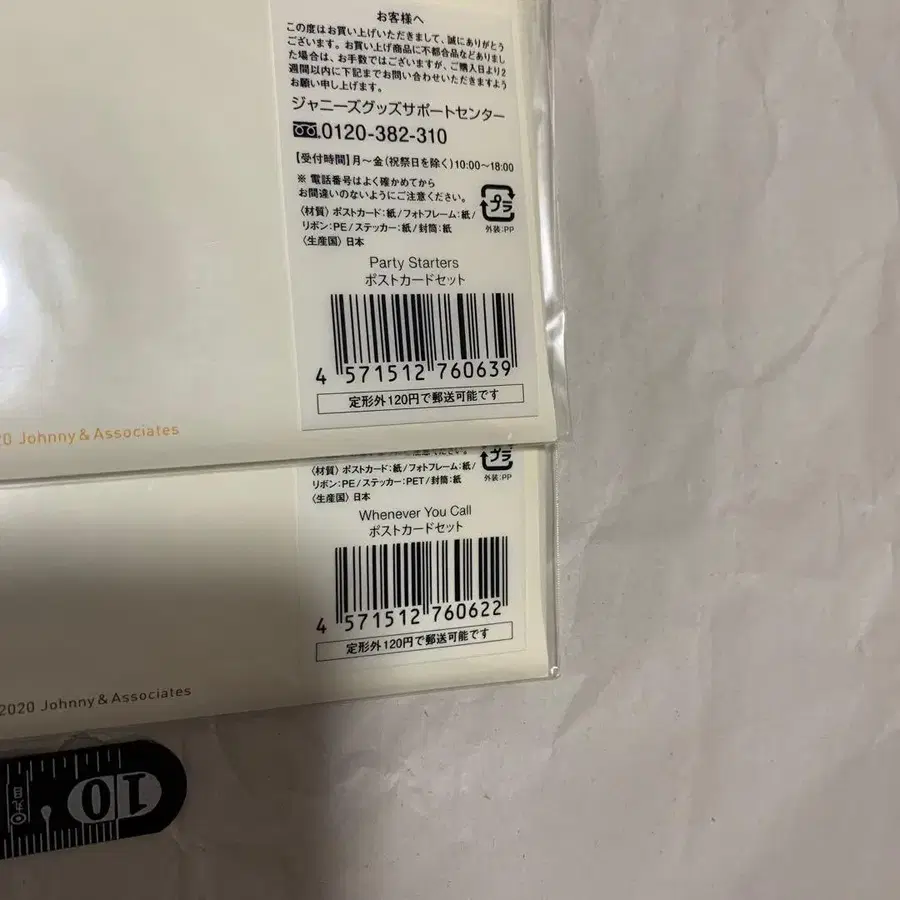 お客様へ
この度はお買い上げいただきまして、誠にありがとう
ございます。お買い上げ商品に不都合品などありまし
た場合は、お手数ではございますが、ご購入日より2
週間以内に下記までお問い合わせいただきますよう
お願い申し上げます。
ジャニーズグッズサポートセンター
0120-382-310
【受付時間】月～金(祝祭日を除く)10:00～18:00
※ 電話番号はよく確かめてから
お間違いのないようにご注意ください。
プラ
外装:PP
〈材質〉ポストカード:紙/フォトフレーム:紙/
リボン:PE/ステッカー:紙/封筒:紙
〈生産国〉日本
Party Starters
ポストカードセット
4 571512 760639
定形外120円で郵送可能です
20 Johnny & Associates
プラ
外装:PP
〈材質〉ポストカード:紙/フォトフレーム:紙/
リボン:PE/ステッカー:PET/封筒:紙
〈生産国〉日本
Whenever You Call
ポストカードセット
4 571512 760622
定形外120円で郵送可能です
2020 Johnny & Associates
10